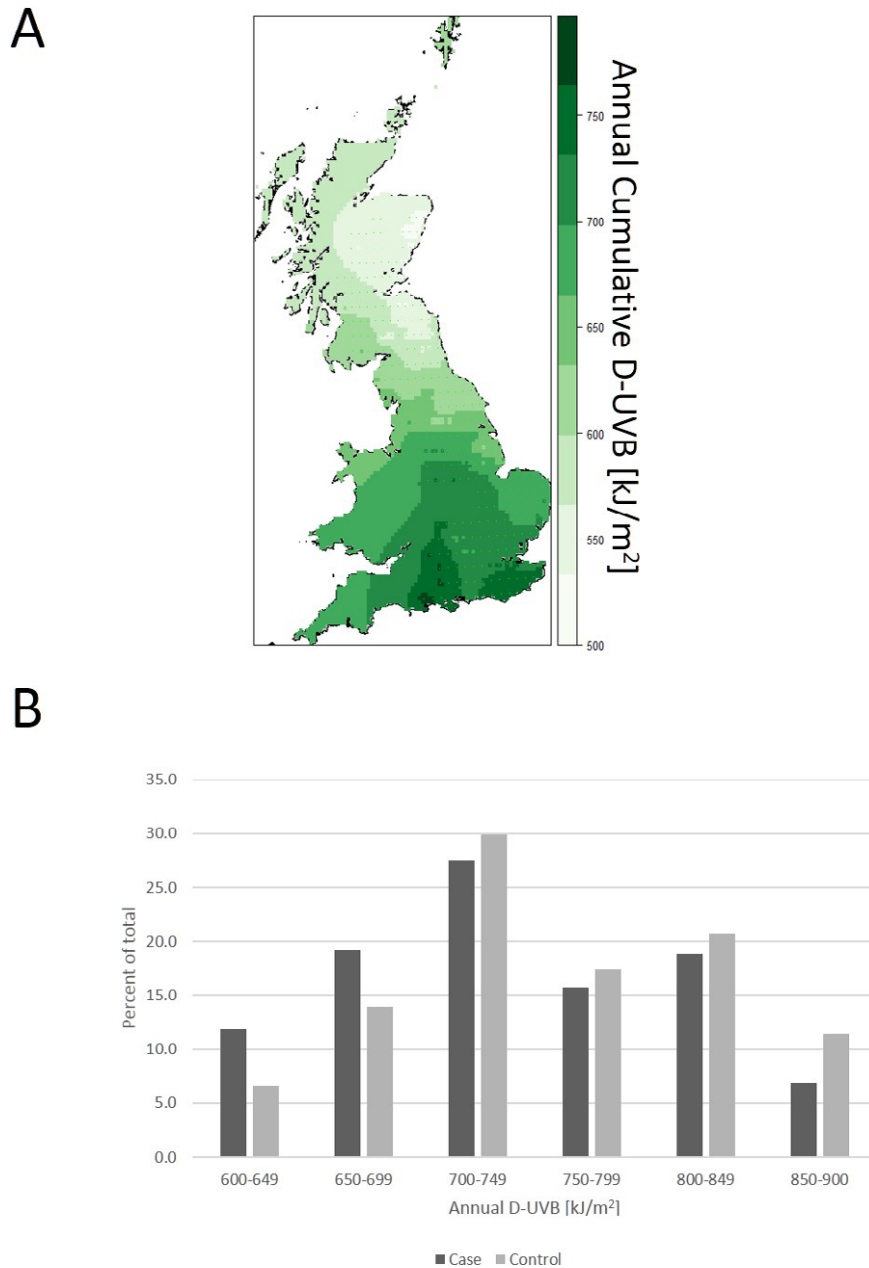 A
Annual Cumulative D-UVB [kJ/m²]
750
700
650
600
550
500
B
Percent of total
35.0
30.0
25.0
20.0
15.0
10.0
5.0
0.0
600-649 650-699 700-749 750-799 800-849 850-900
Annual D-UVB [kJ/m²]
Case Control